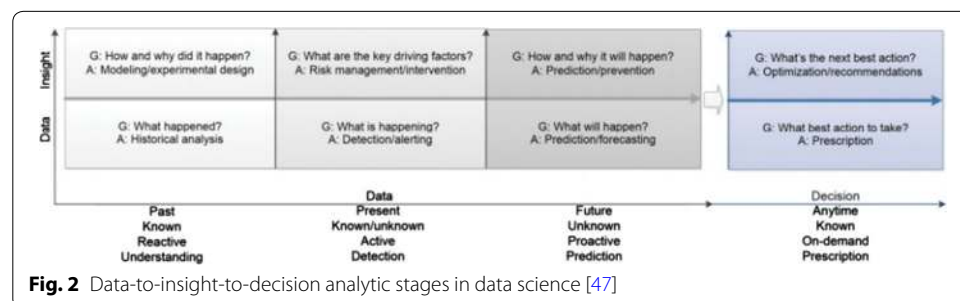 Insight
G: How and why did it happen?
A: Modeling/experimental design
G: What are the key driving factors?
A: Risk management/intervention
G: How and why it will happen?
A: Prediction/prevention
G: What's the next best action?
A: Optimization/recommendations
Data
G: What happened?
A: Historical analysis
G: What is happening?
A: Detection/alerting
G: What will happen?
A: Prediction/forecasting
G: What best action to take?
A: Prescription
Data
Decision
Past
Known
Reactive
Understanding
Present
Known/unknown
Active
Detection
Future
Unknown
Proactive
Prediction
Anytime
Known
On-demand
Prescription
Fig. 2 Data-to-insight-to-decision analytic stages in data science [47]